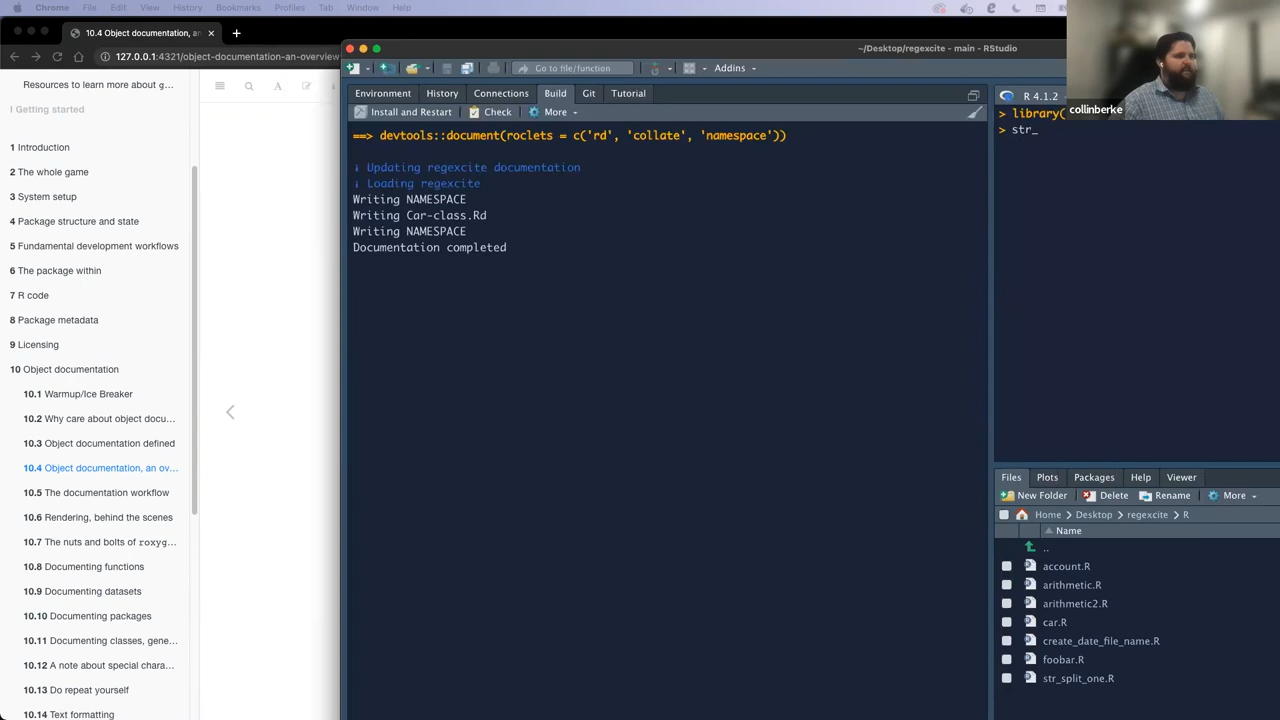 Chrome File Edit View History Bookmarks Profiles Tab Window Help
10.4 Object documentation, an
127.0.0.1:4321/object-documentation-an-overview
Resources to learn more about g...
I Getting started
1 Introduction
2 The whole game
3 System setup
4 Package structure and state
5 Fundamental development workflows
6 The package within
7 R code
8 Package metadata
9 Licensing
10 Object documentation
10.1 Warmup/Ice Breaker
10.2 Why care about object docu...
10.3 Object documentation defined
10.4 Object documentation, an ov...
10.5 The documentation workflow
10.6 Rendering, behind the scenes
10.7 The nuts and bolts of roxyg...
10.8 Documenting functions
10.9 Documenting datasets
10.10 Documenting packages
10.11 Documenting classes, gene...
10.12 A note about special chara...
10.13 Do repeat yourself
10.14 Text formatting
A
~/Desktop/regexcite - main - RStudio
Go to file/function
Addins
Environment History Connections Build Git Tutorial
Install and Restart Check More
==> devtools::document(roclets = c('rd', 'collate', 'namespace'))
i Updating regexcite documentation
i Loading regexcite
Writing NAMESPACE
Writing Car-class.Rd
Writing NAMESPACE
Documentation completed
R 4.1.2
> library(
> str_
collinberke
Files Plots Packages Help Viewer
New Folder Delete Rename More
Home Desktop regexcite R
Name
..
account.R
arithmetic.R
arithmetic2.R
car.R
create_date_file_name.R
foobar.R
str_split_one.R